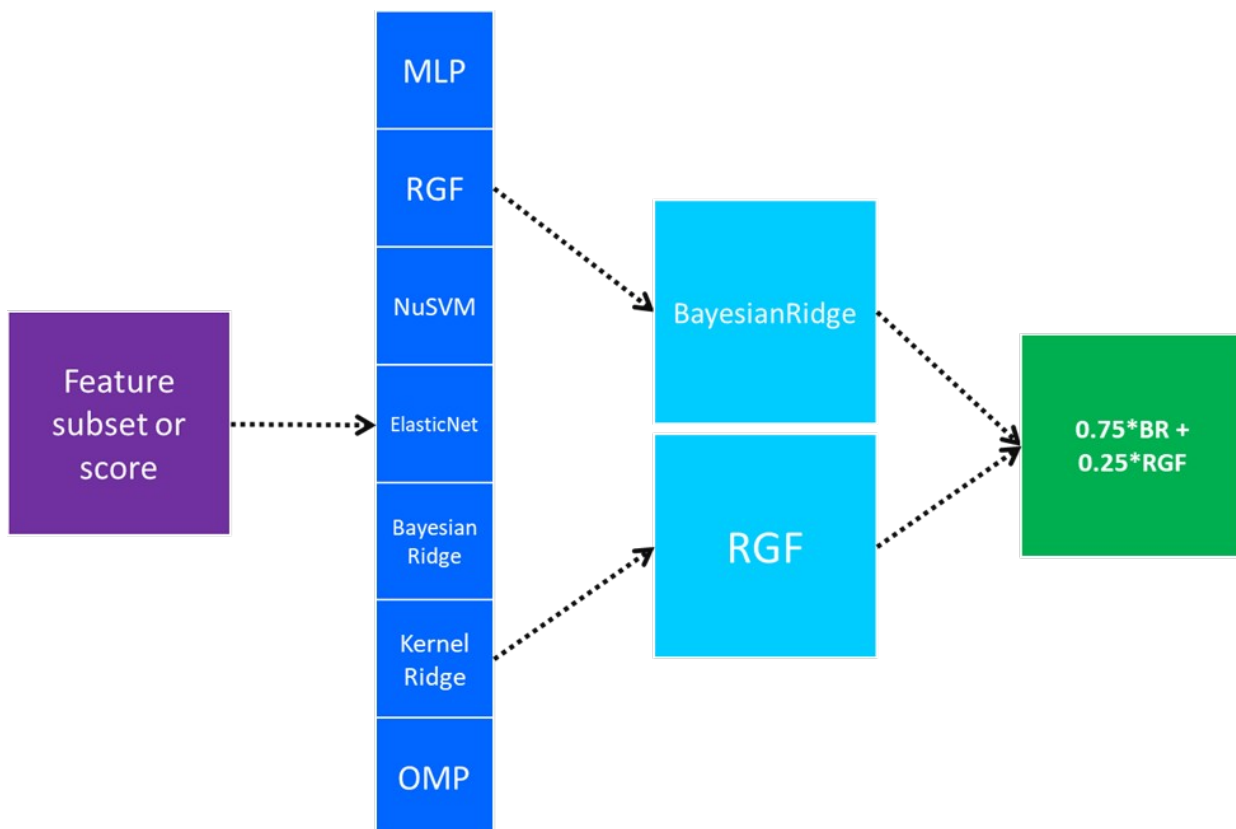 Feature
subset or
score
MLP
RGF
NuSVM
ElasticNet
Bayesian
Ridge
Kernel
Ridge
OMP
BayesianRidge
RGF
0.75*BR +
0.25*RGF